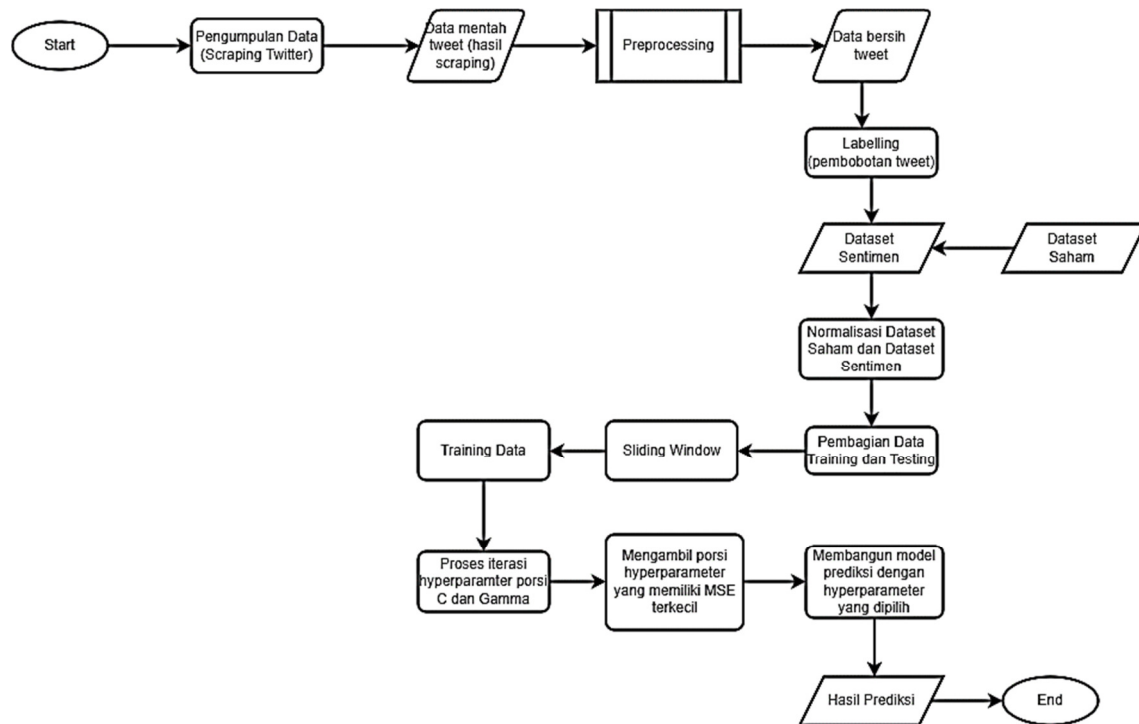 Start
Pengumpulan Data
(Scraping Twitter)
Data mentah
tweet (hasil
scraping)
Preprocessing
Data bersih
tweet
Labelling
(pembobotan tweet)
Dataset
Sentimen
Dataset
Saham
Normalisasi Dataset
Saham dan Dataset
Sentimen
Pembagian Data
Training dan Testing
Sliding Window
Training Data
Proses iterasi
hyperparamter porsi
C dan Gamma
Mengambil porsi
hyperparameter
yang memiliki MSE
terkecil
Membangun model
prediksi dengan
hyperparameter
yang dipilih
Hasil Prediksi
End